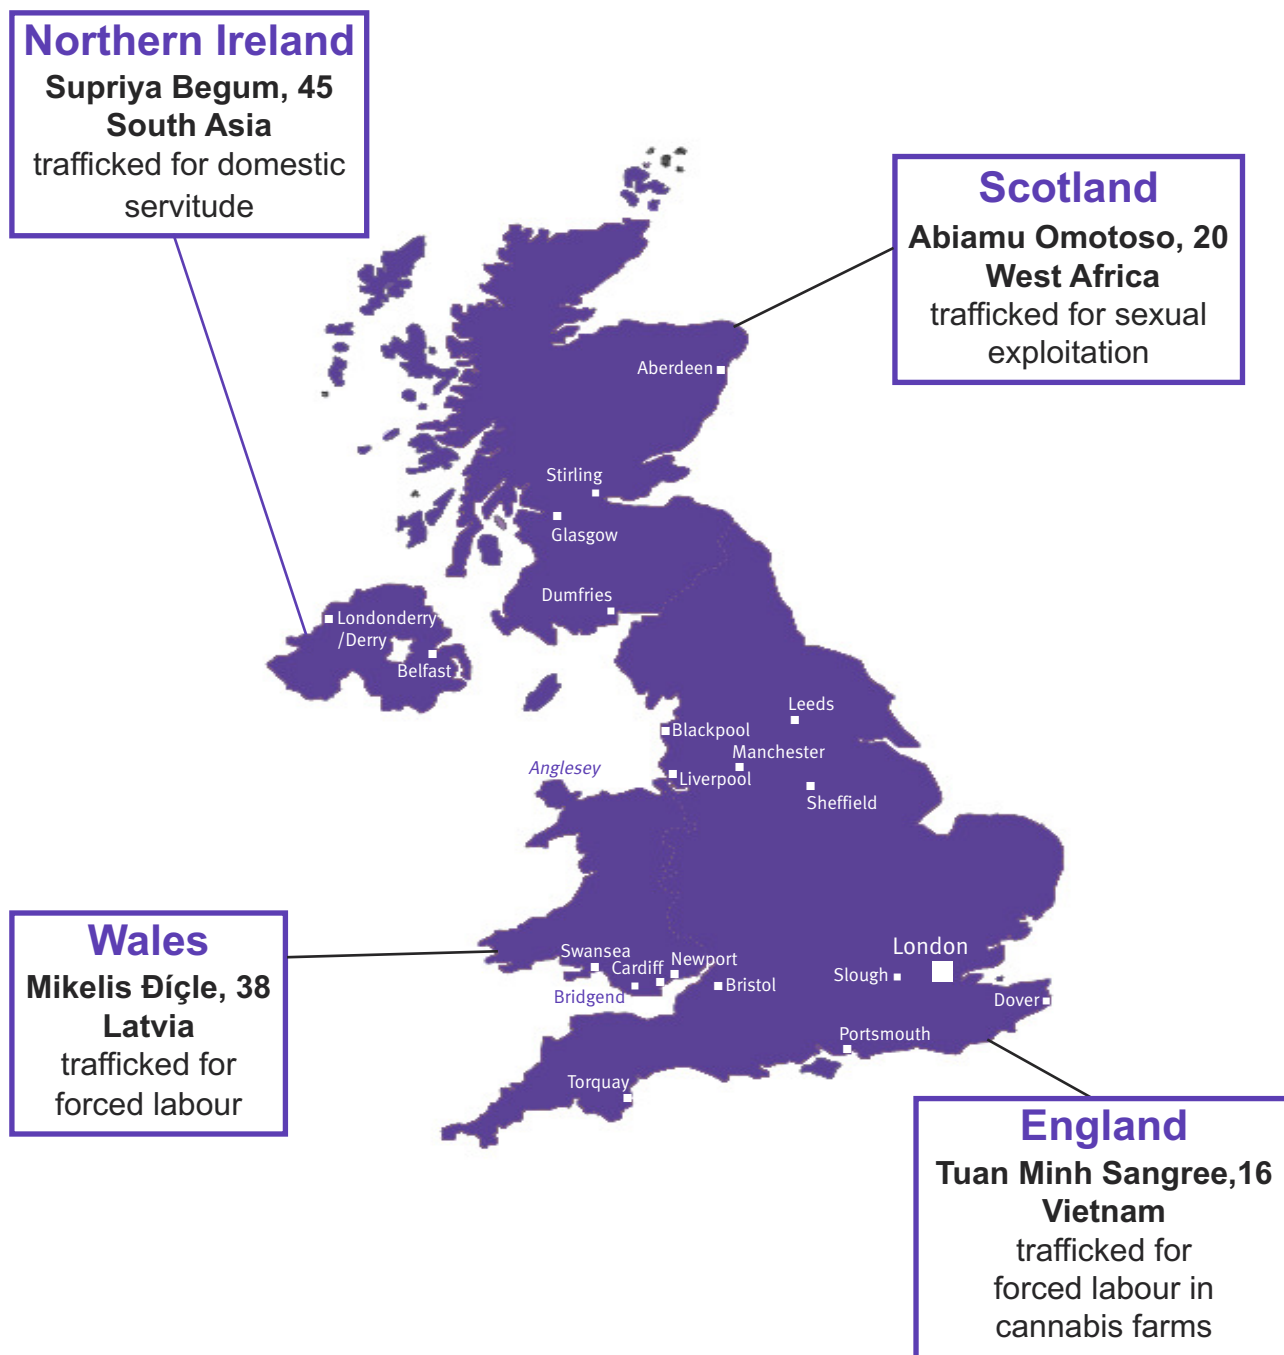 Northern Ireland
Supriya Begum, 45
South Asia
trafficked for domestic
servitude
Scotland
Abiamu Omotoso, 20
West Africa
trafficked for sexual
exploitation
Aberdeen
Stirling
Glasgow
Dumfries
Londonderry
/Derry
Belfast
Leeds
Blackpool
Manchester
Anglesey
Liverpool
Sheffield
Wales
Mikelis Đíçle, 38
Latvia
trafficked for
forced labour
London
Swansea
Cardiff
Newport
Slough
Bristol
Bridgend
Dover
Portsmouth
Torquay
England
Tuan Minh Sangree,16
Vietnam
trafficked for
forced labour in
cannabis farms